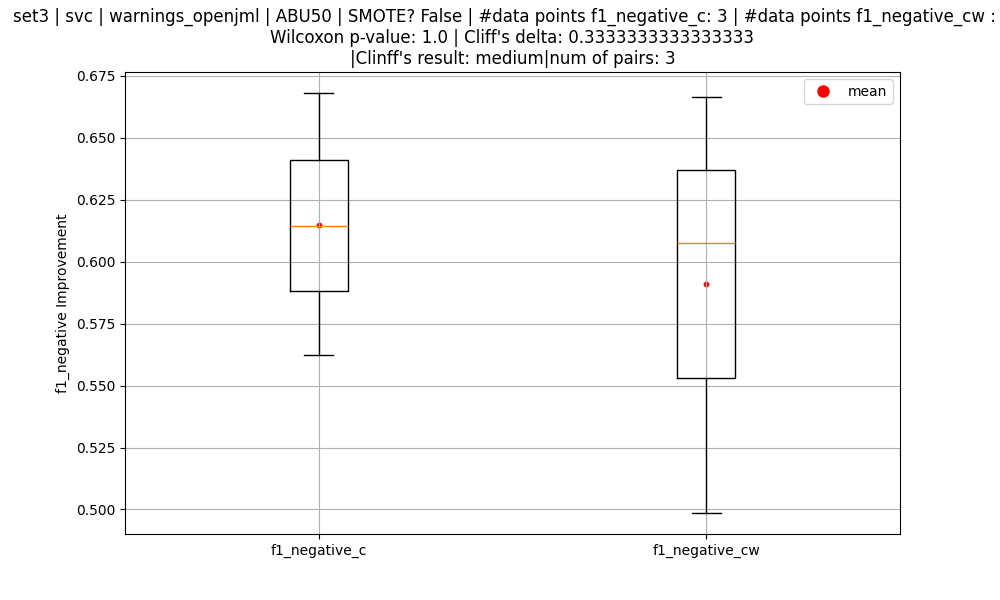 set3 | svc | warnings_openjml | ABU50 | SMOTE? False | #data points f1_negative_c: 3 | #data points f1_negative_cw :
Wilcoxon p-value: 1.0 | Cliff's delta: 0.3333333333333333
|Clinff's result: medium|num of pairs: 3
mean
0.675
0.650
0.625
0.600
0.575
0.550
0.525
0.500
f1_negative Improvement
f1_negative_c
f1_negative_cw